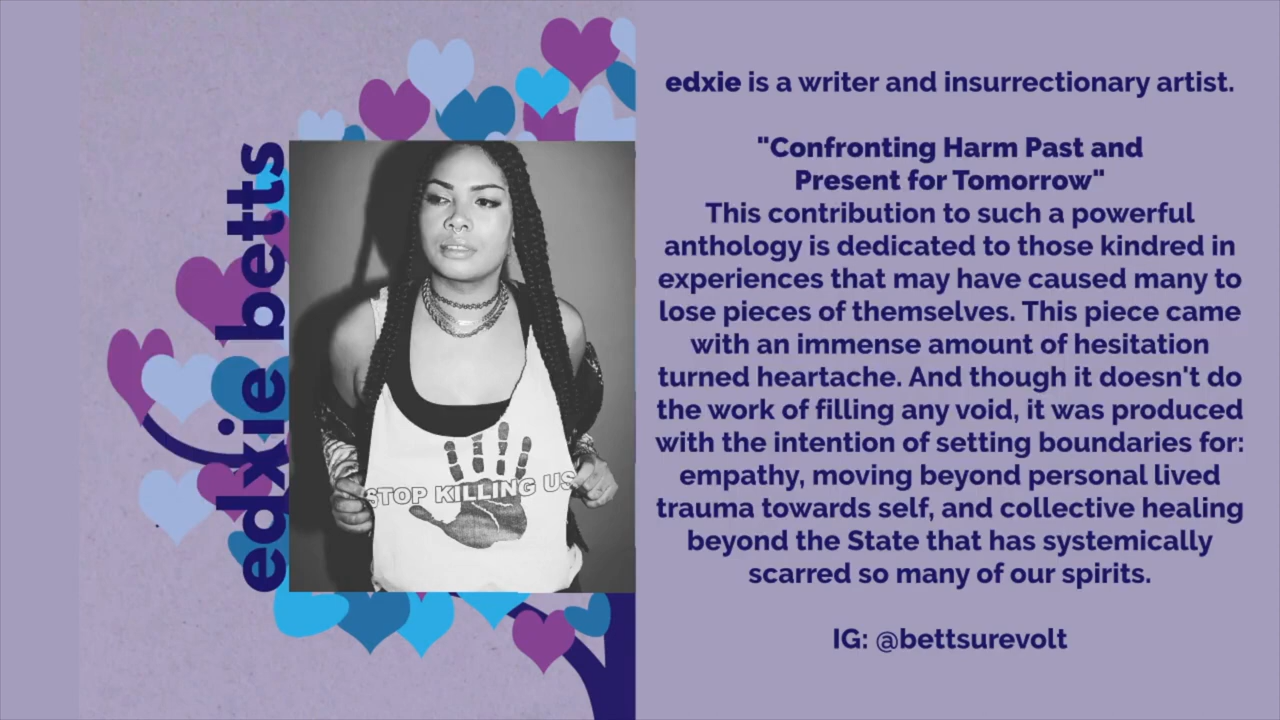 edxie betts
STOP KILLING US
edxie is a writer and insurrectionary artist.
"Confronting Harm Past and
Present for Tomorrow"
This contribution to such a powerful
anthology is dedicated to those kindred in
experiences that may have caused many to
lose pieces of themselves. This piece came
with an immense amount of hesitation
turned heartache. And though it doesn't do
the work of filling any void, it was produced
with the intention of setting boundaries for:
empathy, moving beyond personal lived
trauma towards self, and collective healing
beyond the State that has systemically
scarred so many of our spirits.
IG: @bettsurevolt